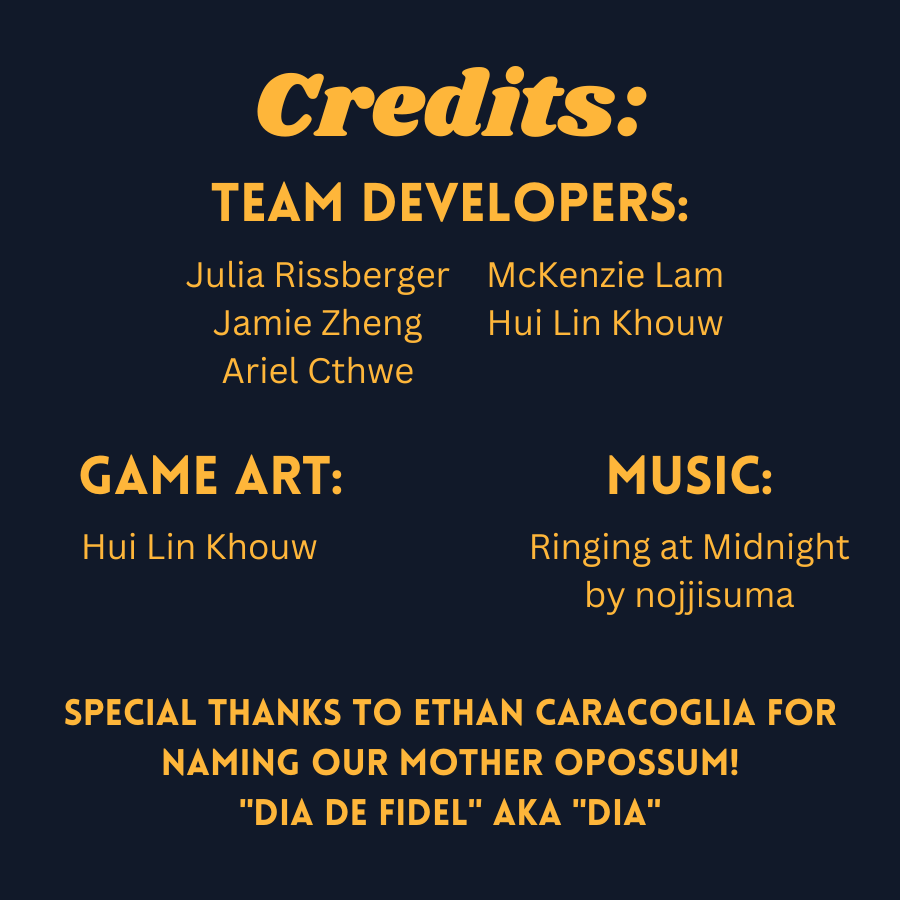 Credits:
TEAM DEVELOPERS:
Julia Rissberger
Jamie Zheng
Ariel Cthwe
McKenzie Lam
Hui Lin Khouw
GAME ART:
Hui Lin Khouw
MUSIC:
Ringing at Midnight
by nojjisuma
SPECIAL THANKS TO ETHAN CARACOGLIA FOR
NAMING OUR MOTHER OPOSSUM!
"DIA DE FIDEL" AKA "DIA"